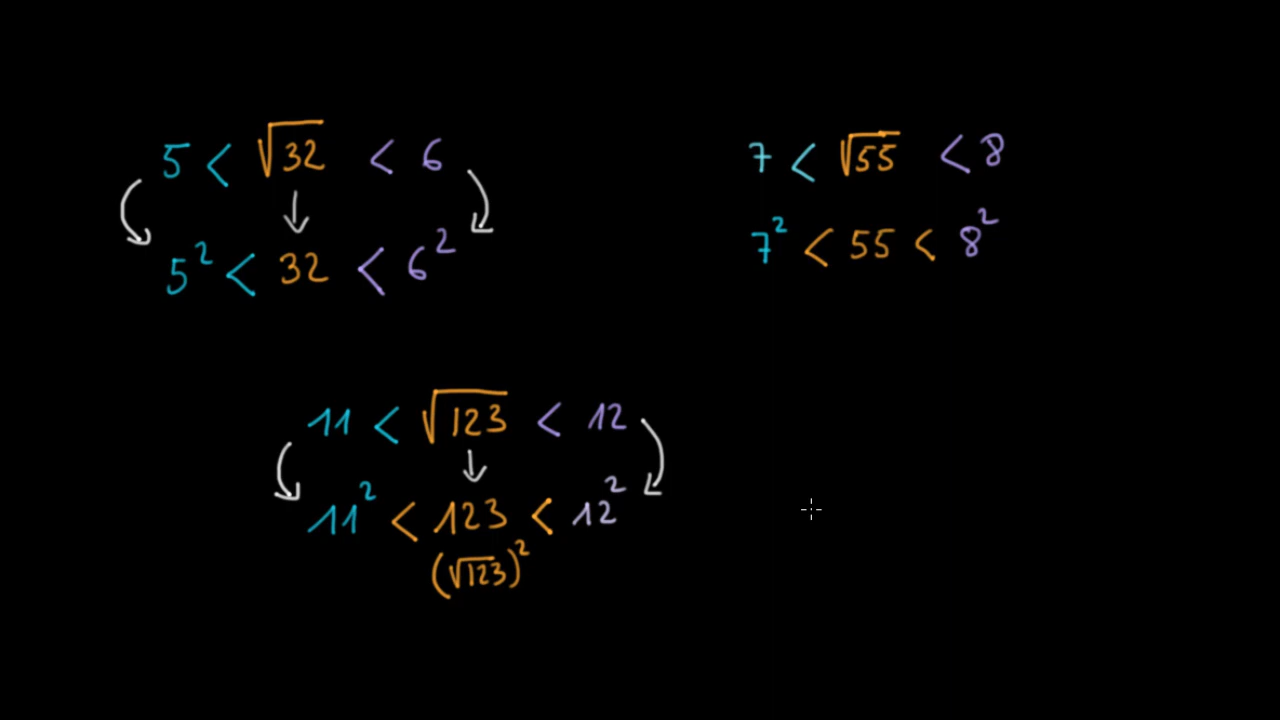 5 < √32 < 6
5² < 32 < 6²
7 < √55 < 8
7² < 55 < 8²
11 < √123 < 12
11² < 123 < 12²
(√123)²